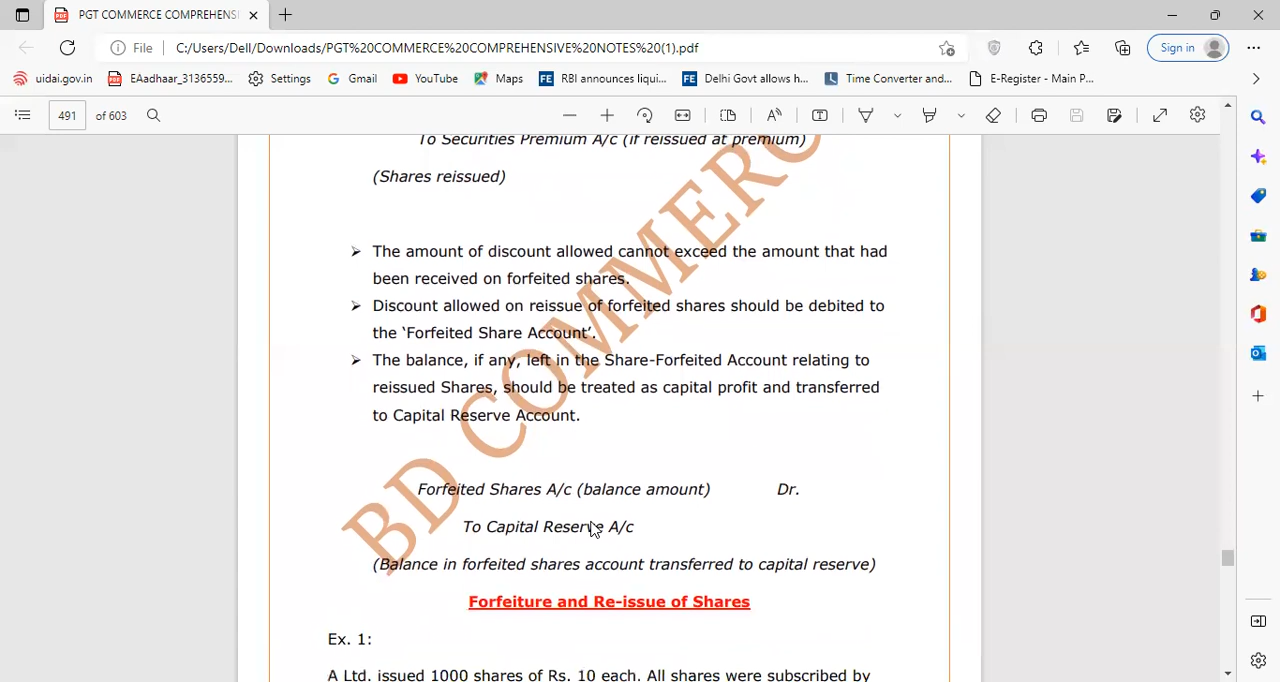 PGT COMMERCE COMPREHENS
File
C:/Users/Dell/Downloads/PGT%20COMMERCE%20COMPREHENSIVE%20NOTES%20(1).pdf
Sign in
uidai.gov.in
EAadhaar_3136559...
Settings
Gmail
YouTube
Maps
RBI announces liqui...
Delhi Govt allows h...
Time Converter and...
E-Register - Main P...
491 of 603
To Securities Premium A/c (if reissued at premium)
(Shares reissued)
➢ The amount of discount allowed cannot exceed the amount that had
been received on forfeited shares.
➢ Discount allowed on reissue of forfeited shares should be debited to
the ‘Forfeited Share Account’.
➢ The balance, if any, left in the Share-Forfeited Account relating to
reissued Shares, should be treated as capital profit and transferred
to Capital Reserve Account.
Forfeited Shares A/c (balance amount) Dr.
To Capital Reserve A/c
(Balance in forfeited shares account transferred to capital reserve)
Forfeiture and Re-issue of Shares
Ex. 1:
A Ltd. issued 1000 shares of Rs. 10 each. All shares were subscribed by
BD COMMERC